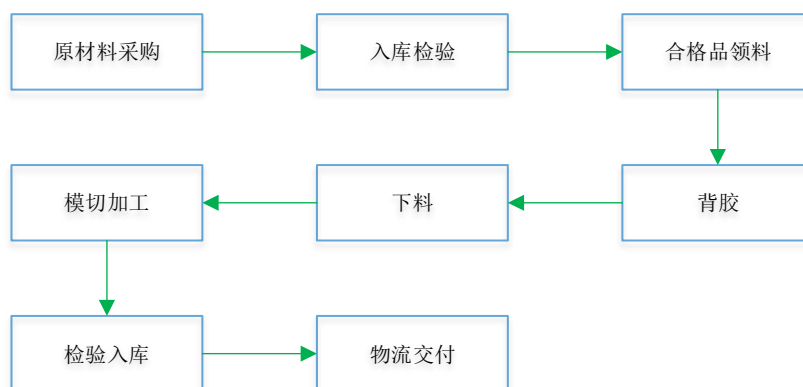 原材料采购
入库检验
合格品领料
背胶
下料
模切加工
检验入库
物流交付